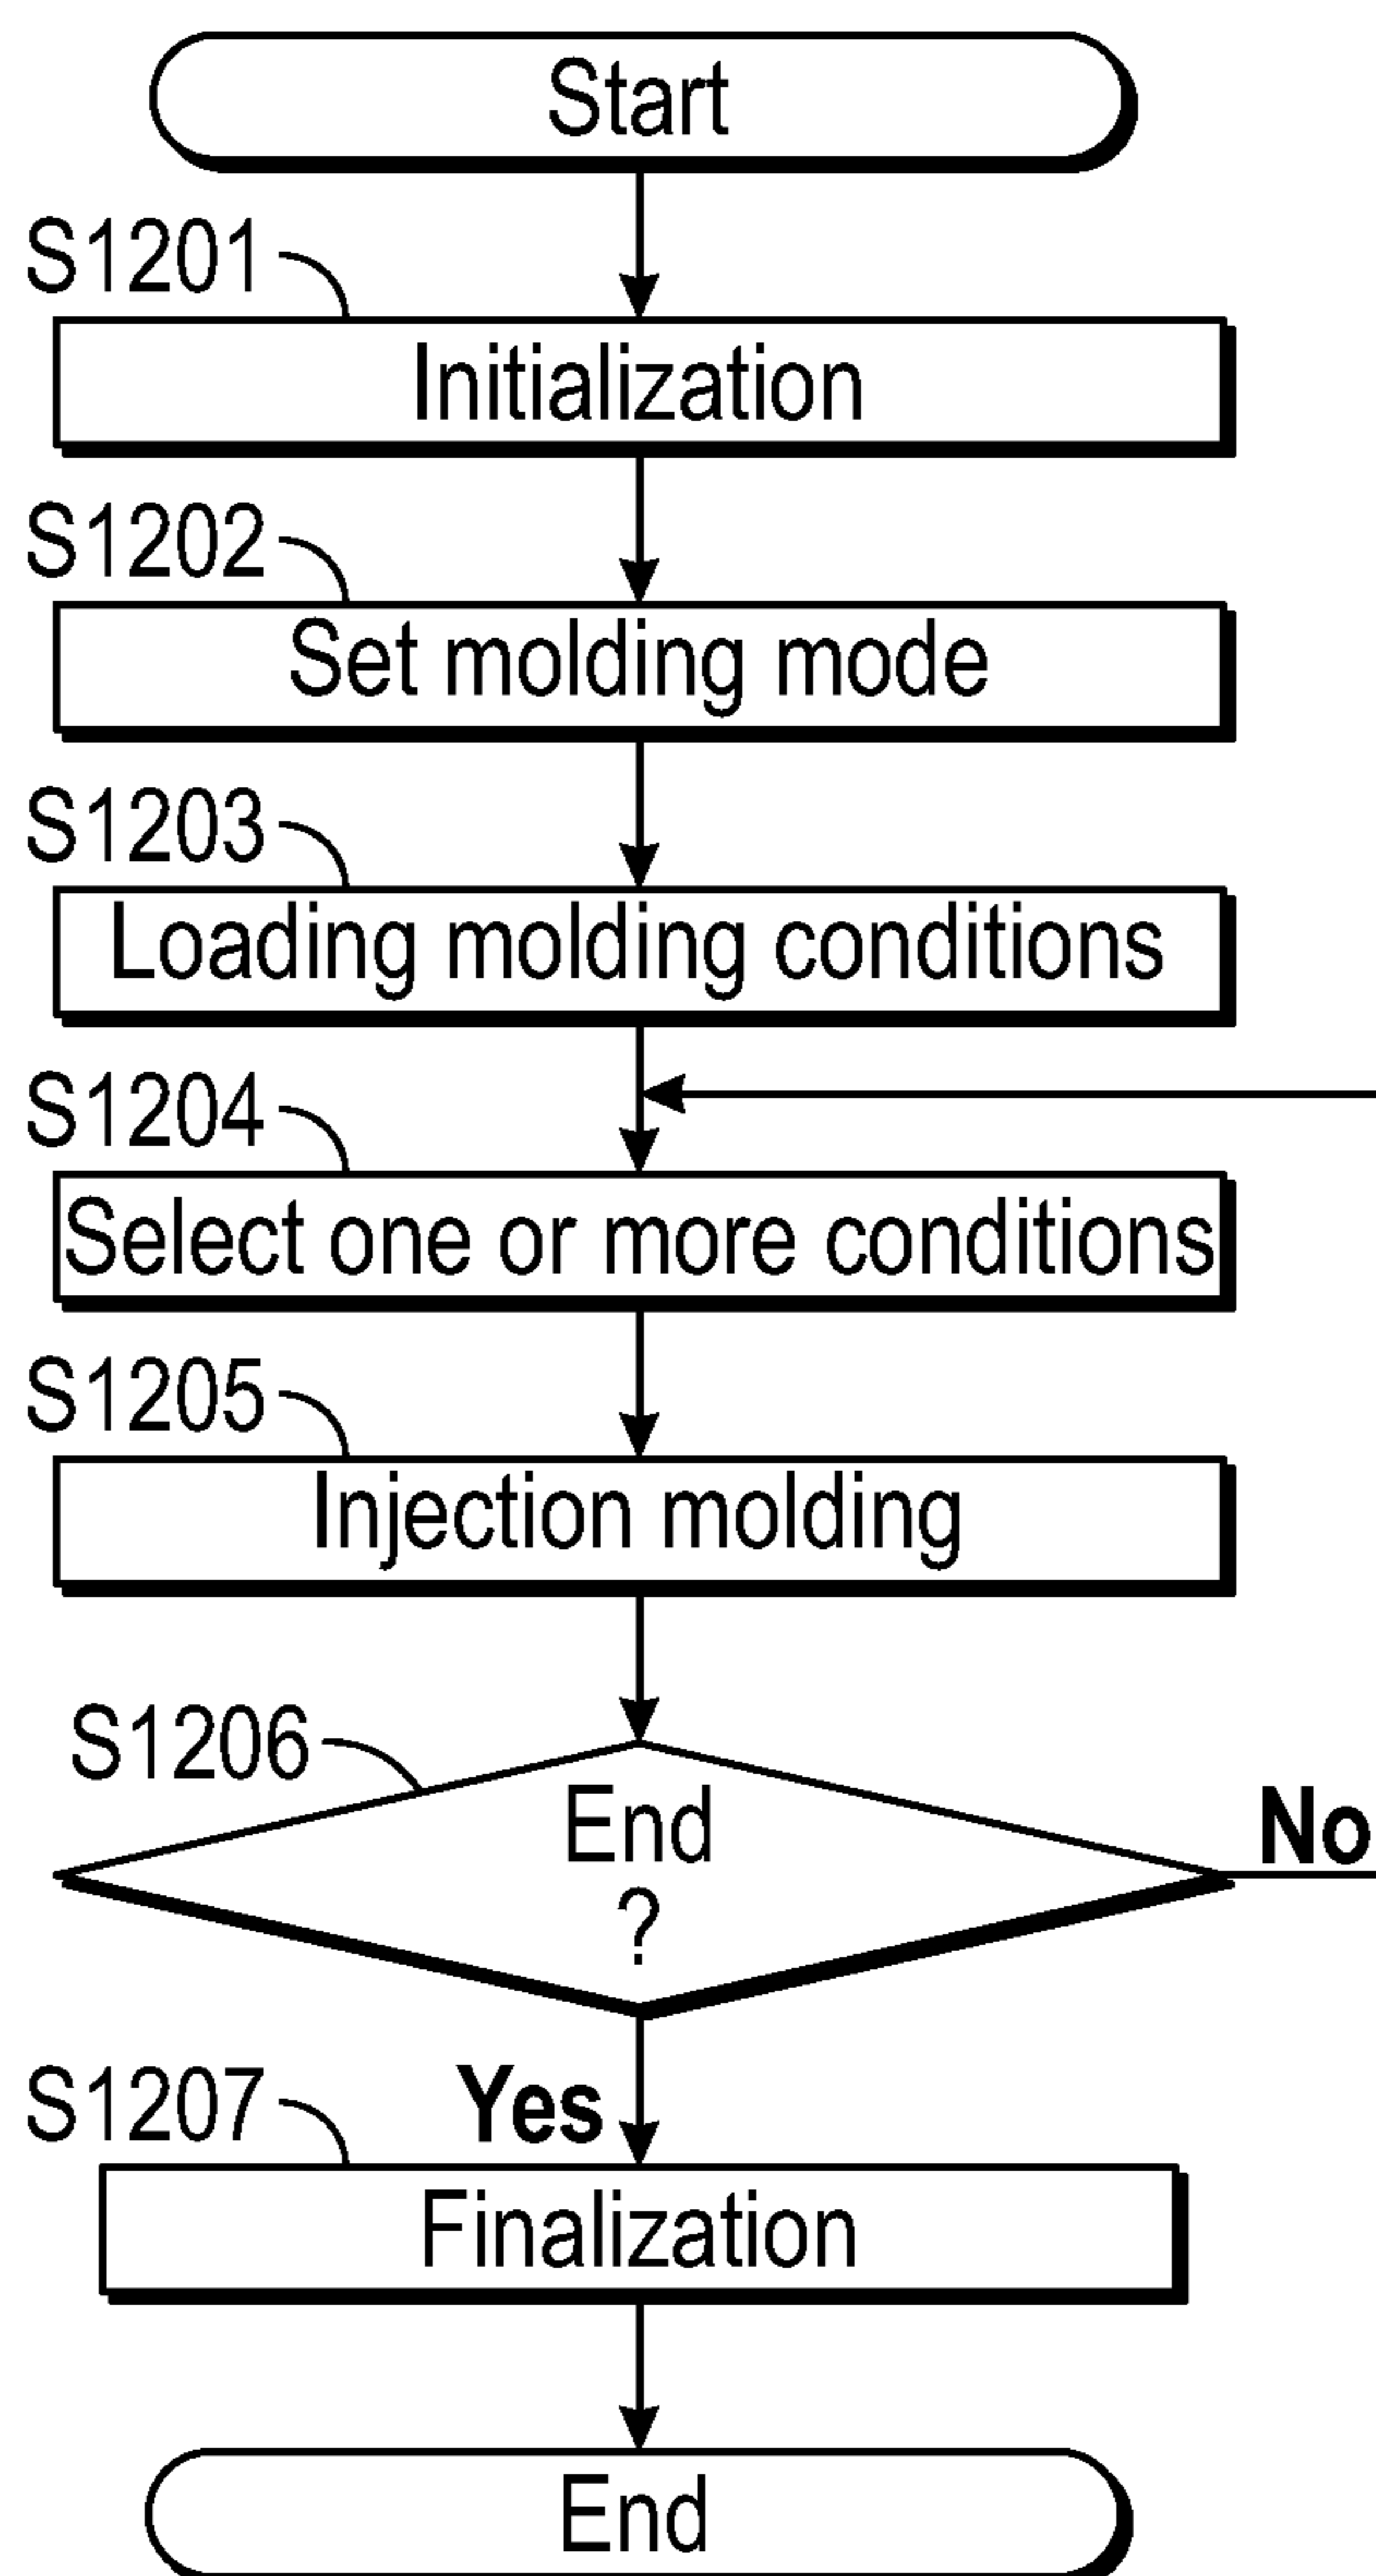 Start
S1201
Initialization
S1202
Set molding mode
S1203
Loading molding conditions
S1204
Select one or more conditions
S1205
Injection molding
S1206
End
?
No
Yes
S1207
Finalization
End